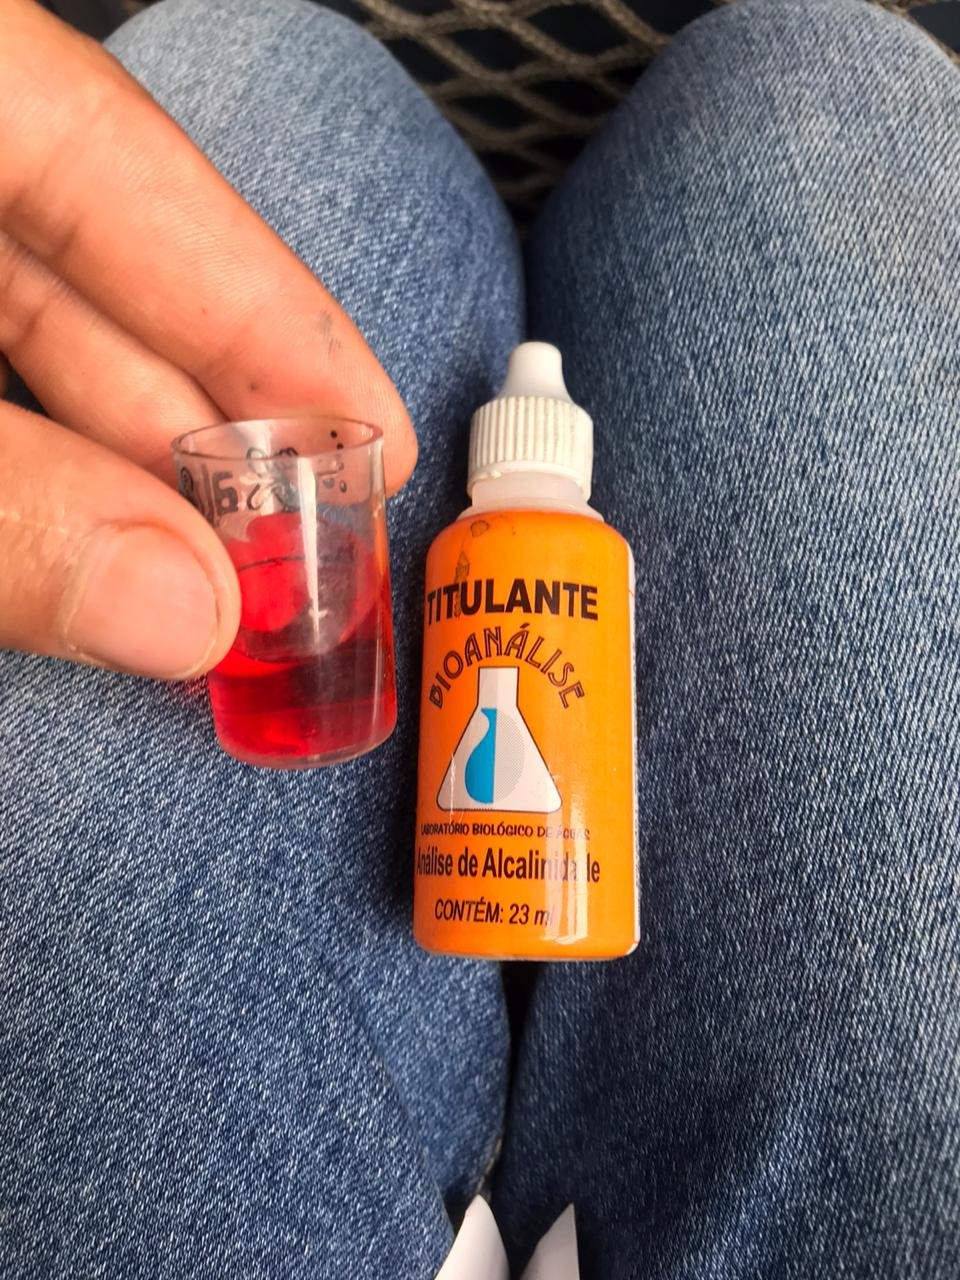 TITULANTE
BIOANÁLISE
LABORATÓRIO BIOLÓGICO DE ÁGUAS
Análise de Alcalinidade
CONTÉM: 23 ml